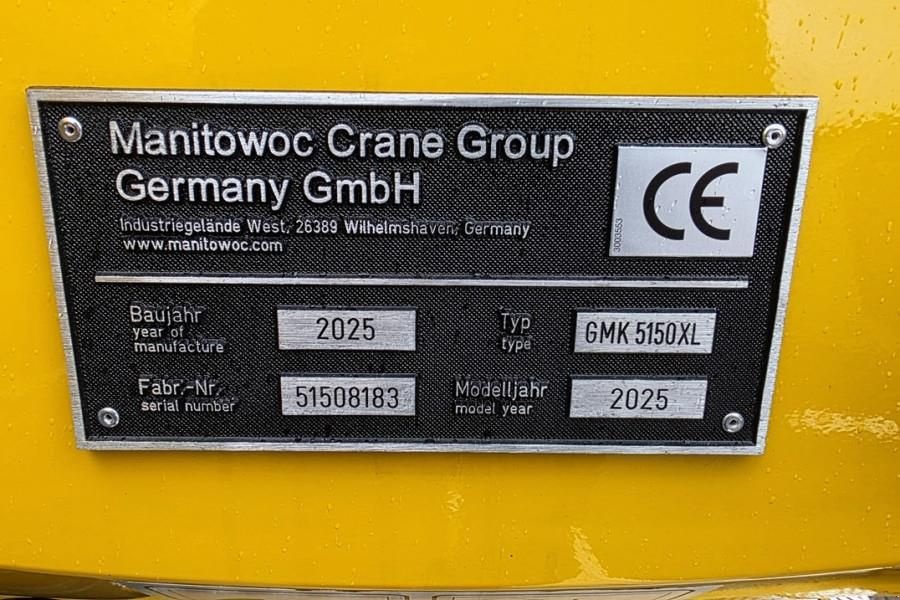 Manitowoc Crane Group
Germany GmbH
Industriegelände West, 26389 Wilhelmshaven, Germany
www.manitowoc.com
CE
3003553
Baujahr
year of
manufacture
2025
Typ
type
GMK 5150XL
Fabr.-Nr.
serial number
51508183
Modelljahr
model year
2025